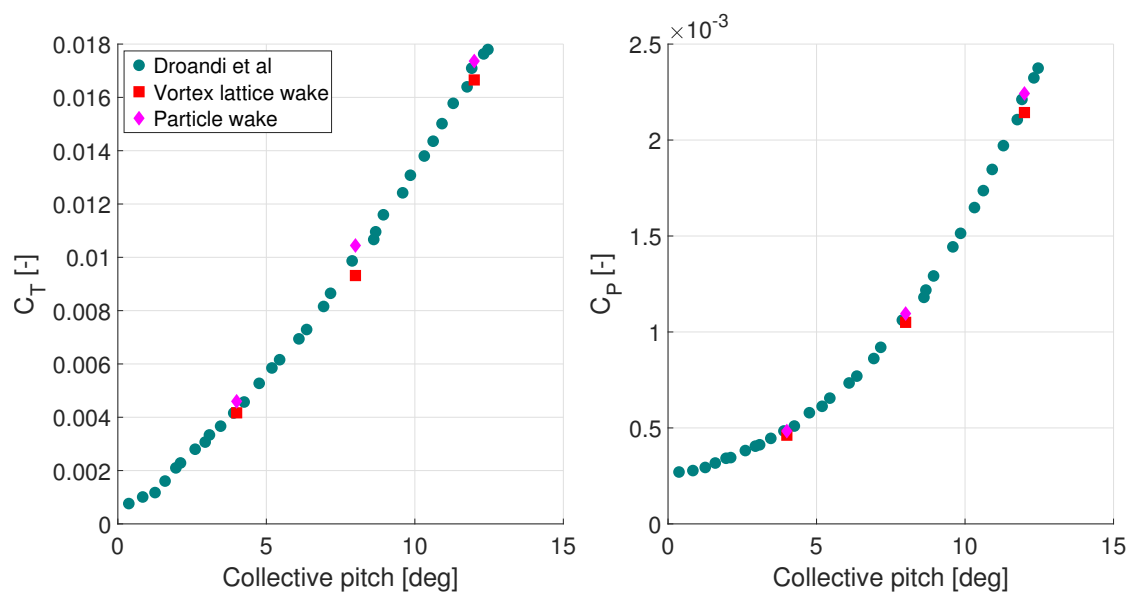 0.018
0.016
0.014
0.012
0.01
0.008
0.006
0.004
0.002
0
C_T [-]
Droandi et al
Vortex lattice wake
Particle wake
0 5 10 15
Collective pitch [deg]
×10^-3
2.5
2
1.5
1
0.5
0
C_P [-]
0 5 10 15
Collective pitch [deg]